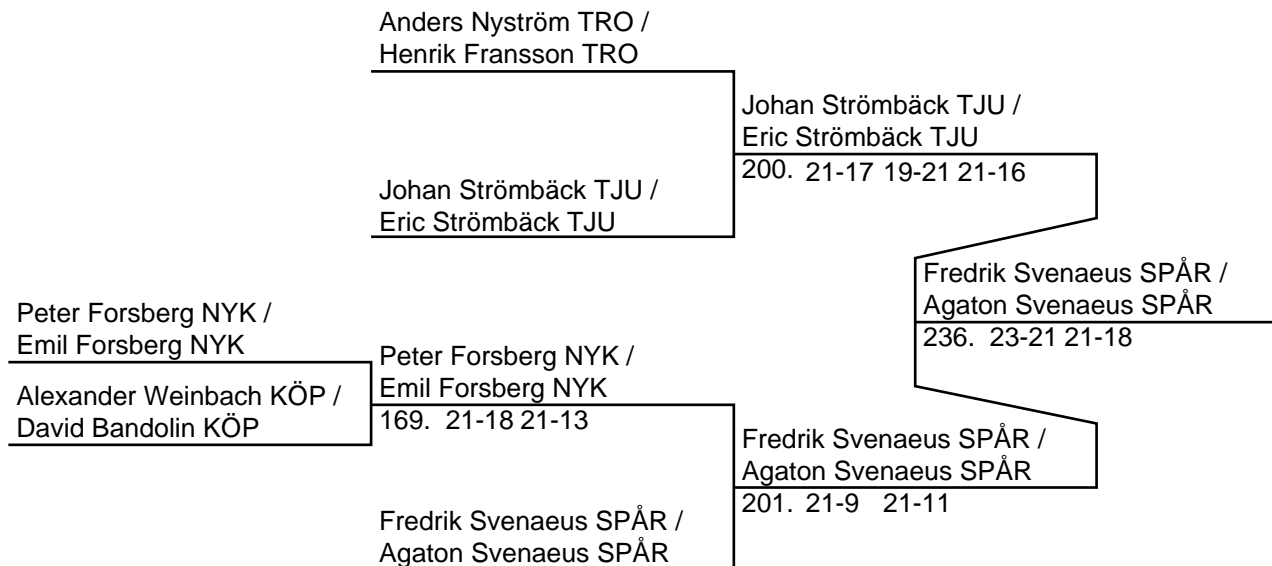 Anders Nyström TRO /
Henrik Fransson TRO
Johan Strömbäck TJU /
Eric Strömbäck TJU
200. 21-17 19-21 21-16
Johan Strömbäck TJU /
Eric Strömbäck TJU
Fredrik Svenaeus SPÅR /
Agaton Svenaeus SPÅR
236. 23-21 21-18
Peter Forsberg NYK /
Emil Forsberg NYK
Alexander Weinbach KÖP /
David Bandolin KÖP
Peter Forsberg NYK /
Emil Forsberg NYK
169. 21-18 21-13
Fredrik Svenaeus SPÅR /
Agaton Svenaeus SPÅR
201. 21-9 21-11
Fredrik Svenaeus SPÅR /
Agaton Svenaeus SPÅR